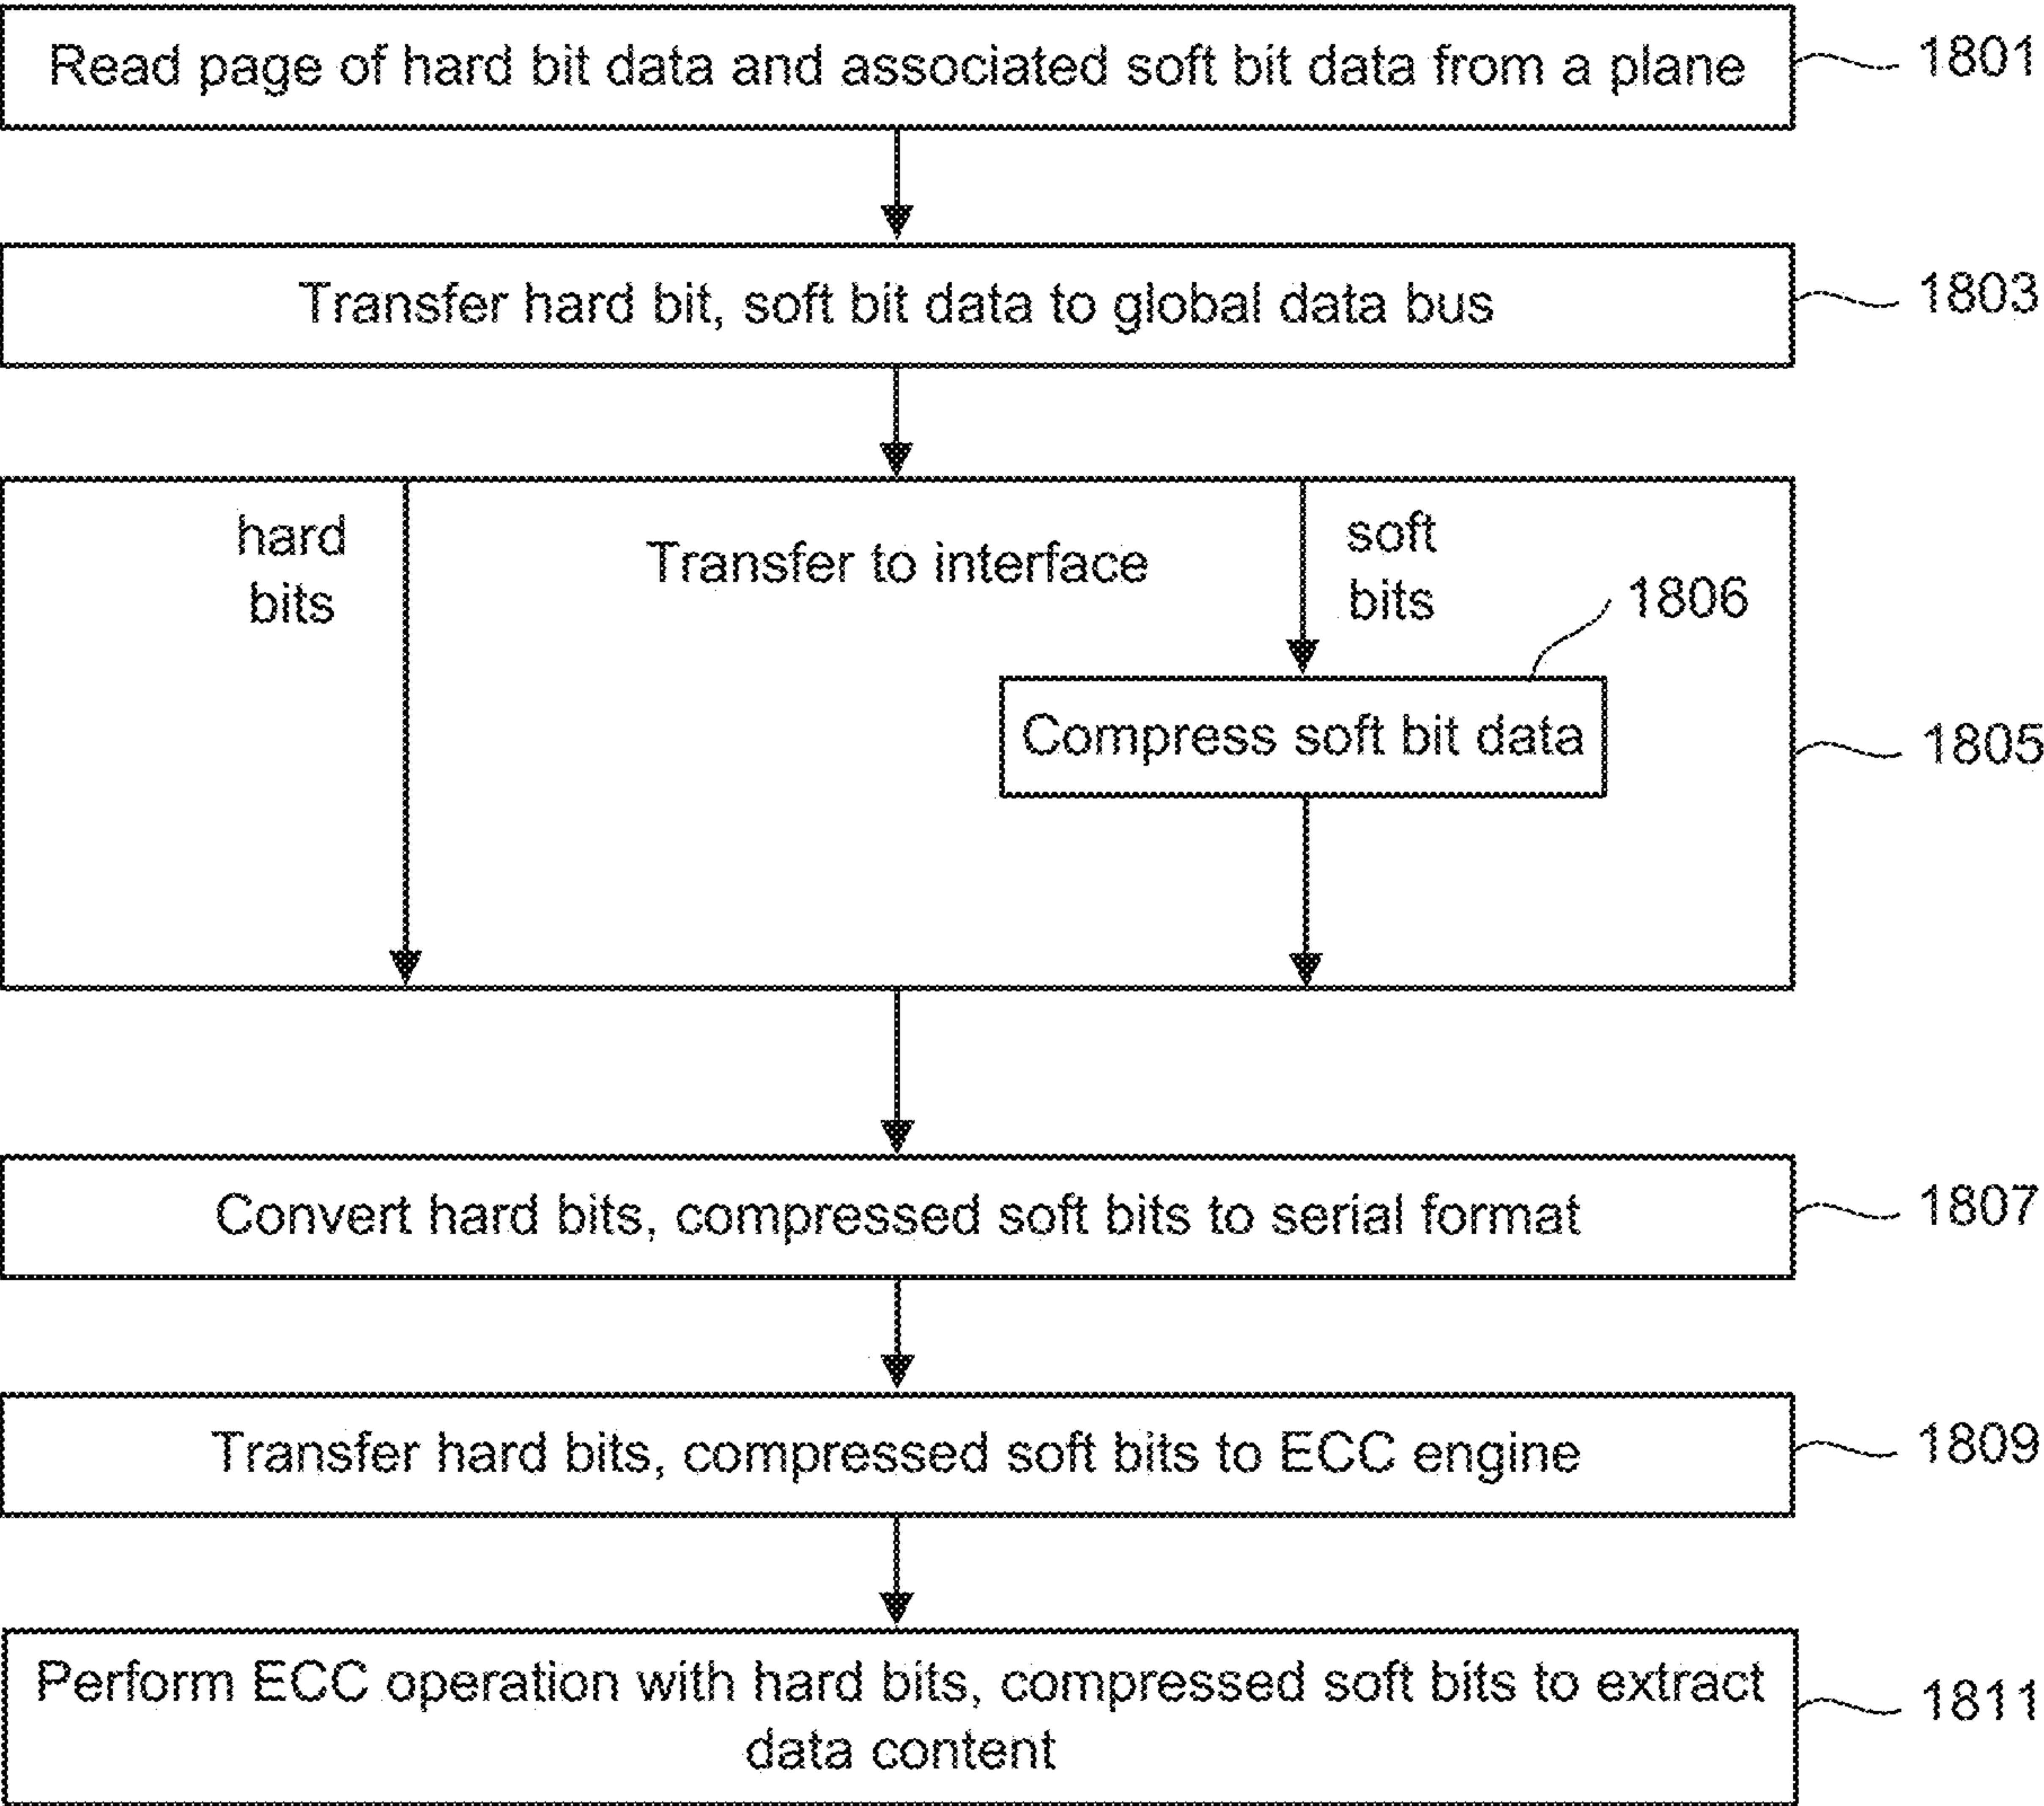 Read page of hard bit data and associated soft bit data from a plane
1801
Transfer hard bit, soft bit data to global data bus
1803
hard
bits
Transfer to interface
soft
bits
1806
Compress soft bit data
1805
Convert hard bits, compressed soft bits to serial format
1807
Transfer hard bits, compressed soft bits to ECC engine
1809
Perform ECC operation with hard bits, compressed soft bits to extract
data content
1811